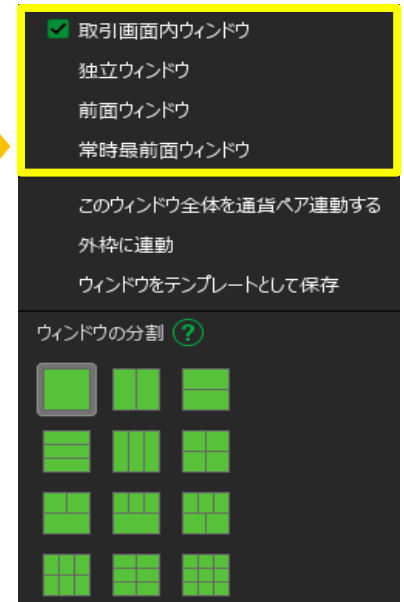 取引画面内ウィンドウ
独立ウィンドウ
前面ウィンドウ
常時最前面ウィンドウ
このウィンドウ全体を通貨ペア連動する
外枠に連動
ウィンドウをテンプレートとして保存
ウィンドウの分割 ?